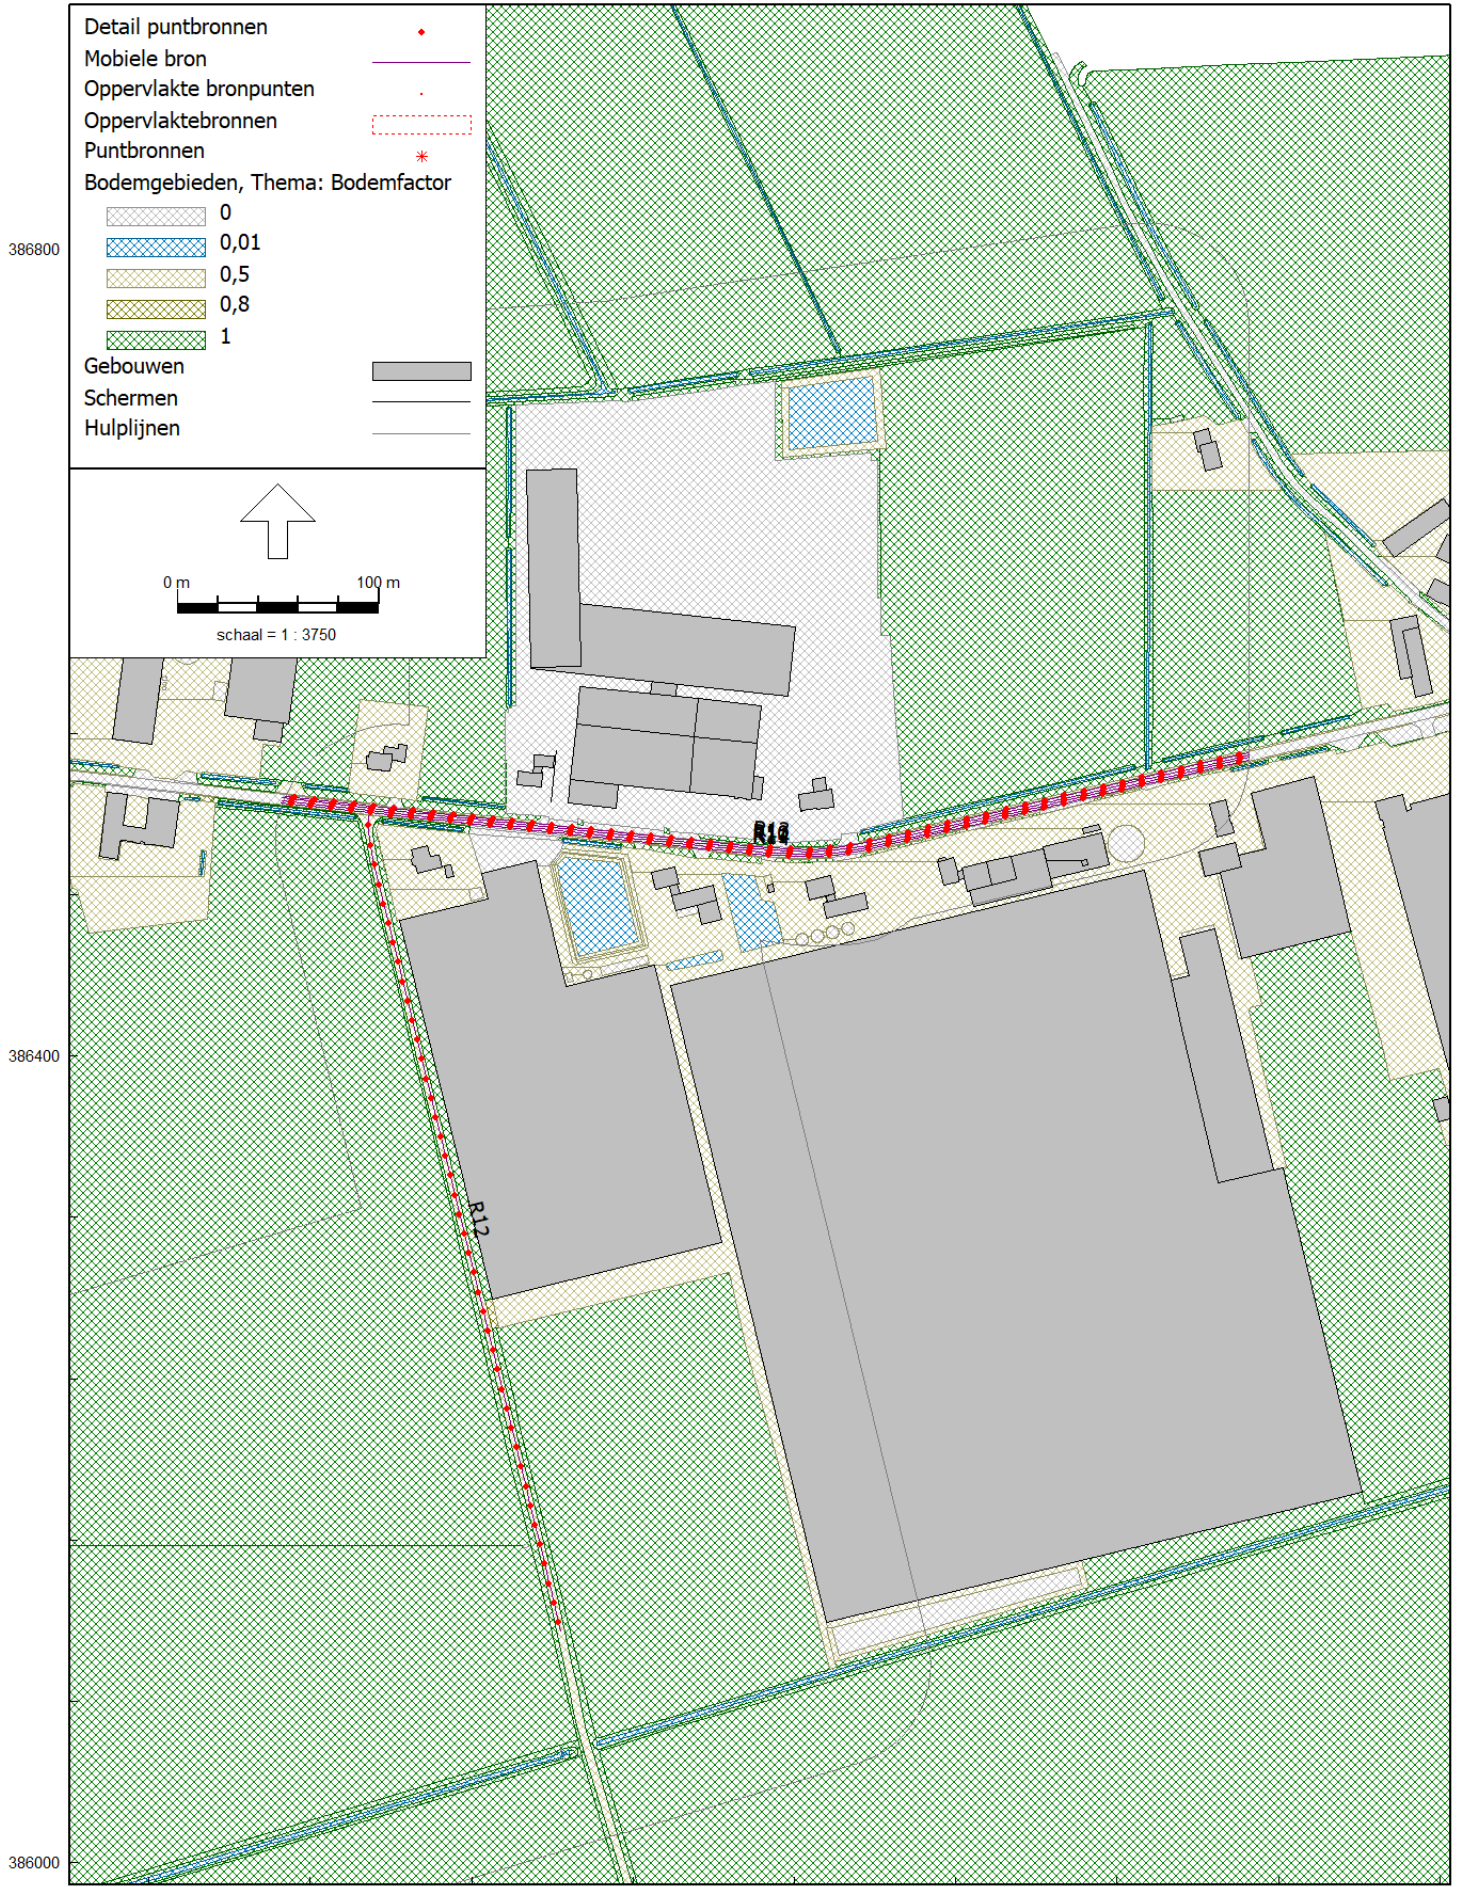 Detail puntbronnen
Mobiele bron
Oppervlakte bronpunten
Oppervlaktebronnen
Puntbronnen
Bodemgebieden, Thema: Bodemfactor
0
0,01
0,5
0,8
1
Gebouwen
Schermen
Hulplijnen
0 m 100 m
schaal = 1 : 3750
386800
386400
R12
386000